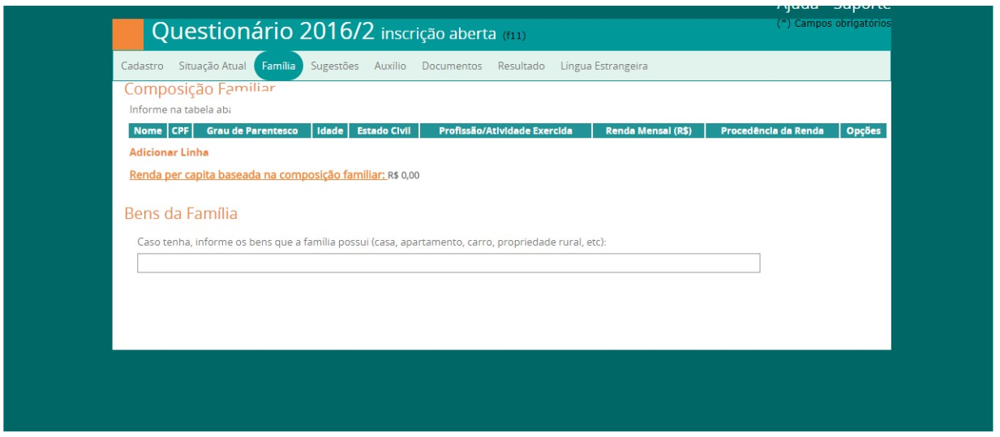 Ajuda Suporte
(*) Campos obrigatórios
Questionário 2016/2 inscrição aberta (f11)
Cadastro Situação Atual Família Sugestões Auxilio Documentos Resultado Língua Estrangeira
Composição Familiar
Informe na tabela aba
Nome CPF Grau de Parentesco Idade Estado Civil Profissão/Atividade Exercida Renda Mensal (R$) Procedência da Renda Opções
Adicionar Linha
Renda per capita baseada na composição familiar: R$ 0,00
Bens da Família
Caso tenha, informe os bens que a família possui (casa, apartamento, carro, propriedade rural, etc):